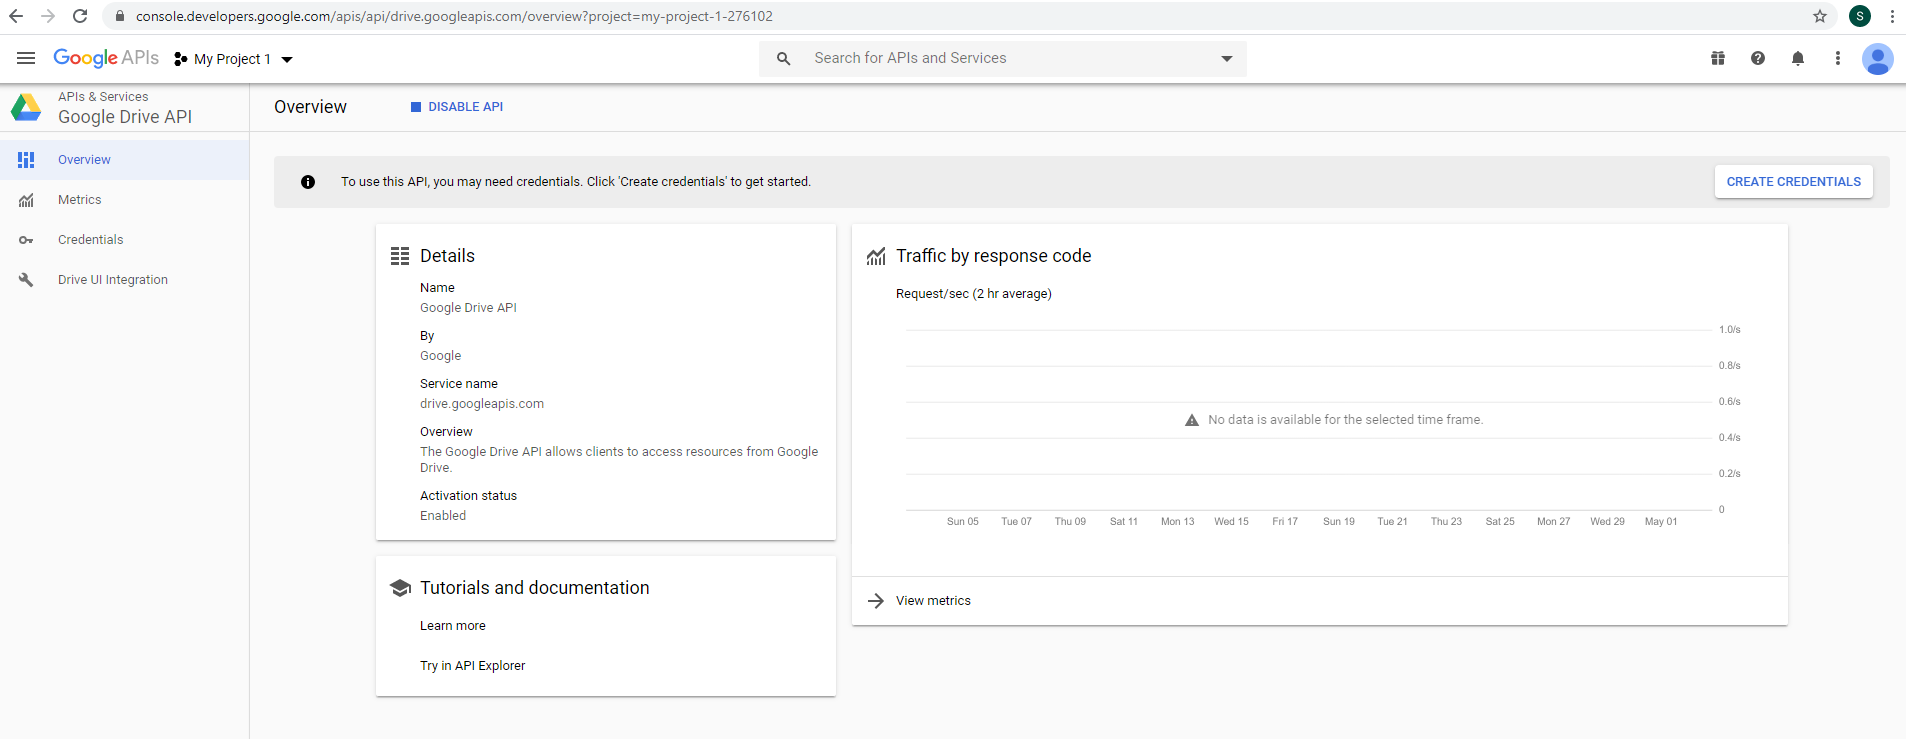 console.developers.google.com/apis/api/drive.googleapis.com/overview?project=my-project-1-276102
S
Google APIs
My Project 1
Search for APIs and Services
APIs & Services
Google Drive API
Overview
DISABLE API
Overview
Metrics
Credentials
Drive UI Integration
To use this API, you may need credentials. Click 'Create credentials' to get started.
CREATE CREDENTIALS
Details
Name
Google Drive API
By
Google
Service name
drive.googleapis.com
Overview
The Google Drive API allows clients to access resources from Google
Drive.
Activation status
Enabled
Tutorials and documentation
Learn more
Try in API Explorer
Traffic by response code
Request/sec (2 hr average)
1.0/s
0.8/s
0.6/s
No data is available for the selected time frame.
0.4/s
0.2/s
0
Sun 05 Tue 07 Thu 09 Sat 11 Mon 13 Wed 15 Fri 17 Sun 19 Tue 21 Thu 23 Sat 25 Mon 27 Wed 29 May 01
View metrics